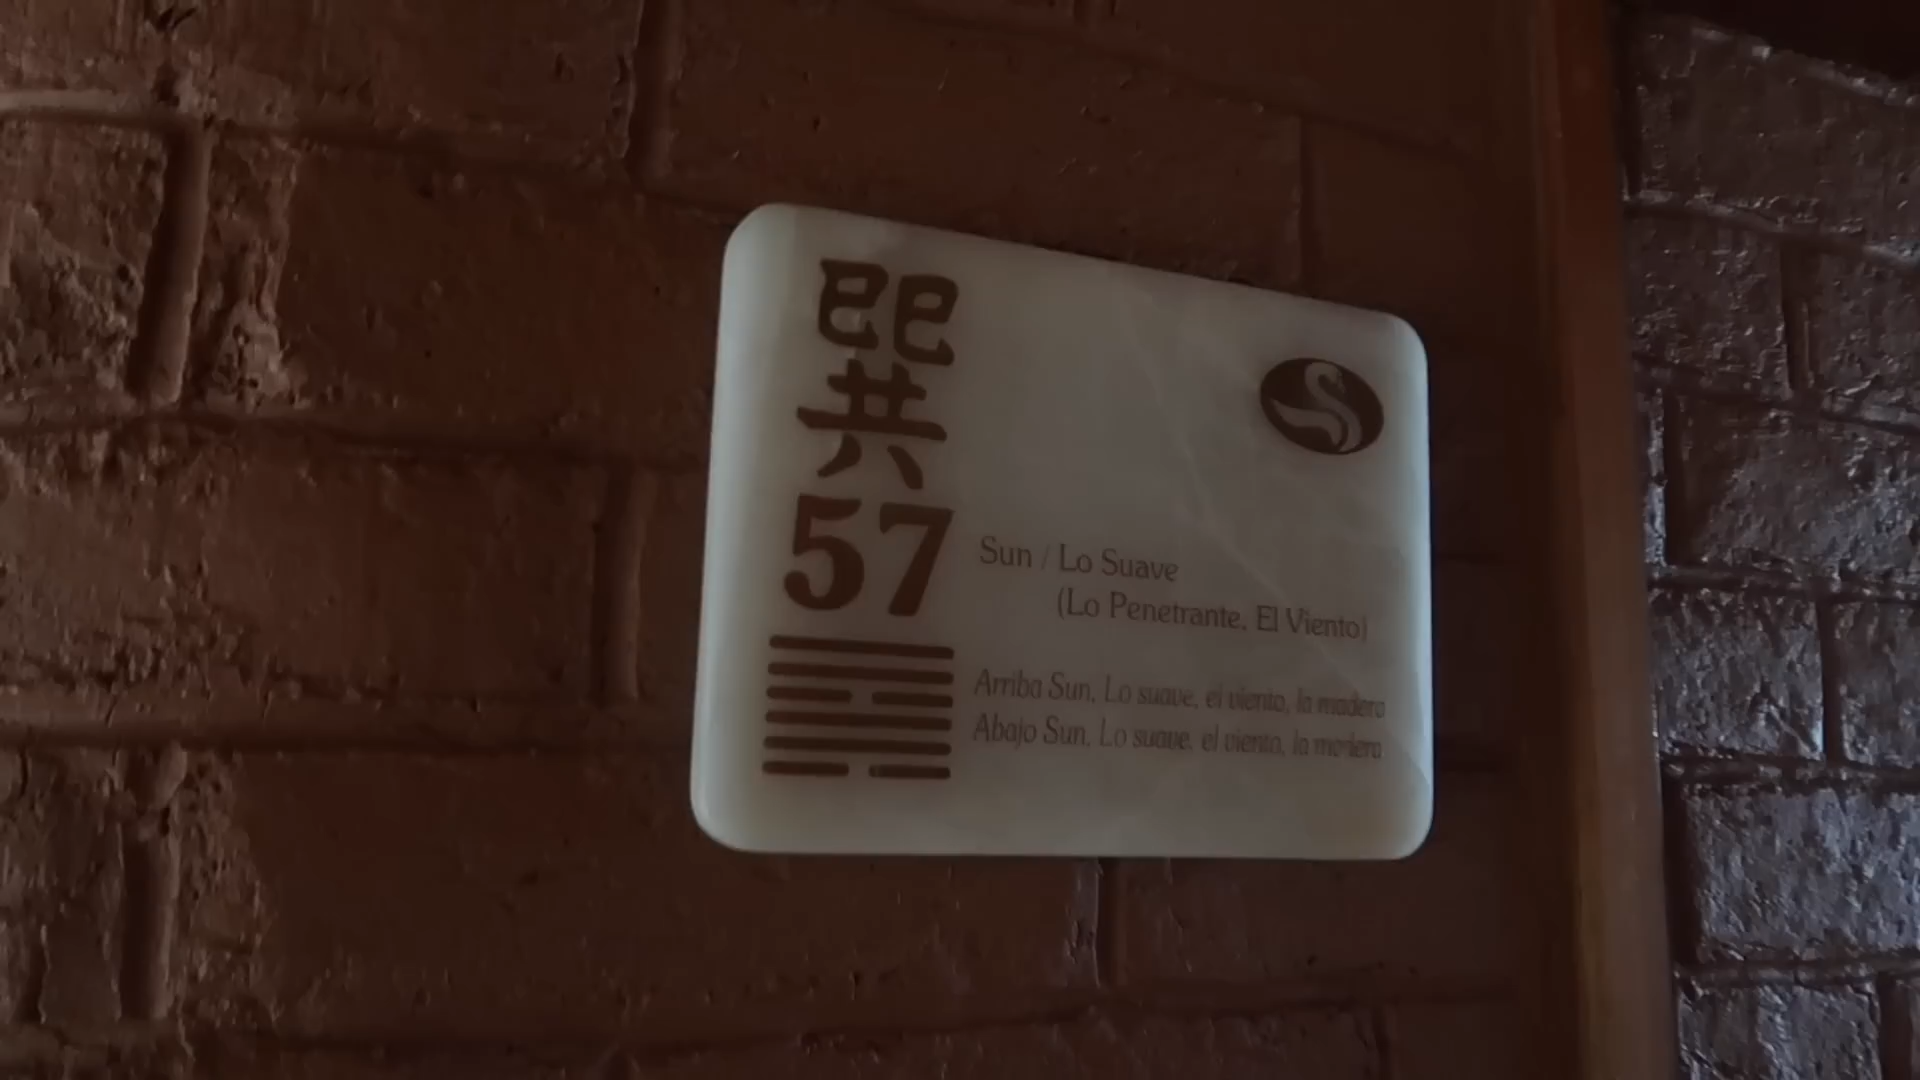 巽
57
Sun / Lo Suave
(Lo Penetrante, El Viento)
Arriba Sun, Lo suave, el viento, la madera
Abajo Sun, Lo suave, el viento, la madera